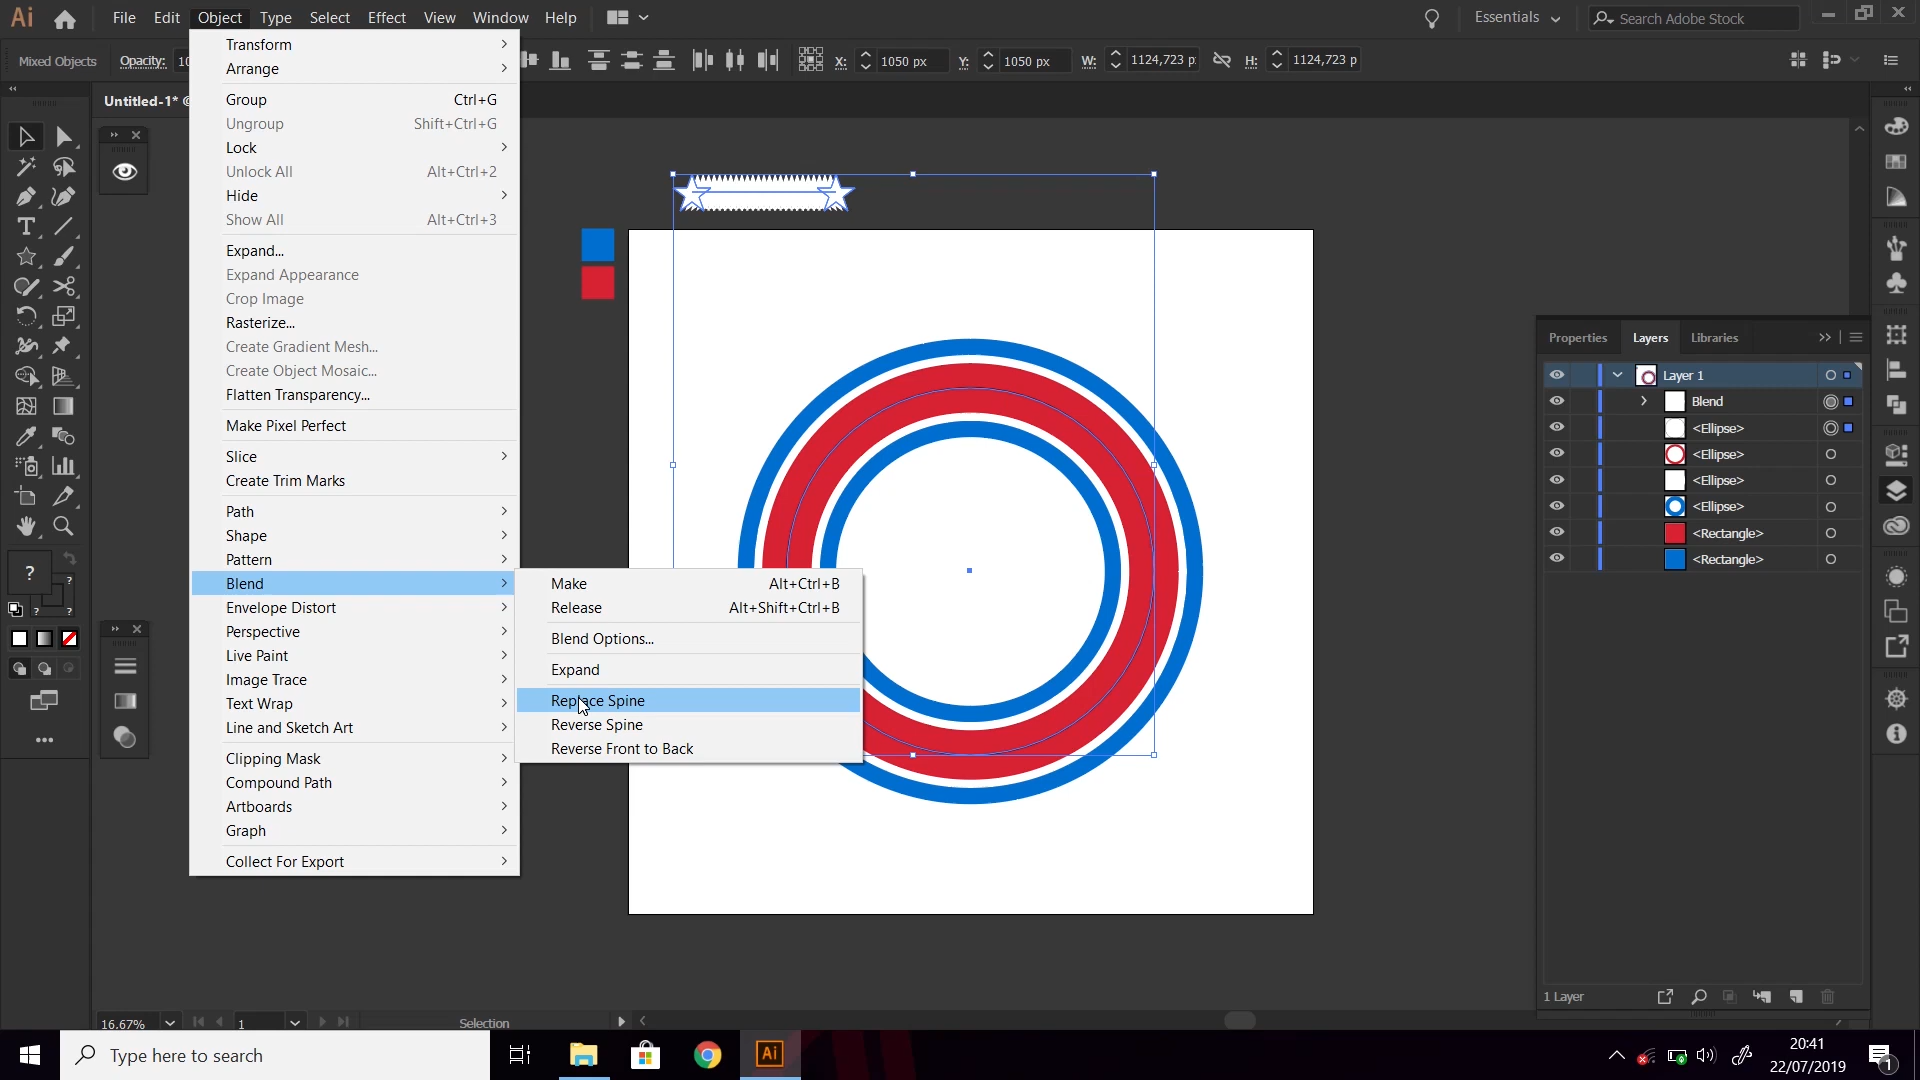 Ai File Edit Object Type Select Effect View Window Help Essentials Search Adobe Stock
Mixed Objects Opacity: 10 X: 1050 px Y: 1050 px W: 1124,723 p H: 1124,723 p
Untitled-1*
Transform
Arrange
Group Ctrl+G
Ungroup Shift+Ctrl+G
Lock
Unlock All Alt+Ctrl+2
Hide
Show All Alt+Ctrl+3
Expand...
Expand Appearance
Crop Image
Rasterize...
Create Gradient Mesh...
Create Object Mosaic...
Flatten Transparency...
Make Pixel Perfect
Slice
Create Trim Marks
Path
Shape
Pattern
Blend
Envelope Distort
Perspective
Live Paint
Image Trace
Text Wrap
Line and Sketch Art
Clipping Mask
Compound Path
Artboards
Graph
Collect For Export
Make Alt+Ctrl+B
Release Alt+Shift+Ctrl+B
Blend Options...
Expand
Replace Spine
Reverse Spine
Reverse Front to Back
Properties Layers Libraries
Layer 1
Blend
<Ellipse>
<Ellipse>
<Ellipse>
<Ellipse>
<Rectangle>
<Rectangle>
1 Layer
16.67% 1 Selection
Type here to search
Ai
20:41
22/07/2019
1